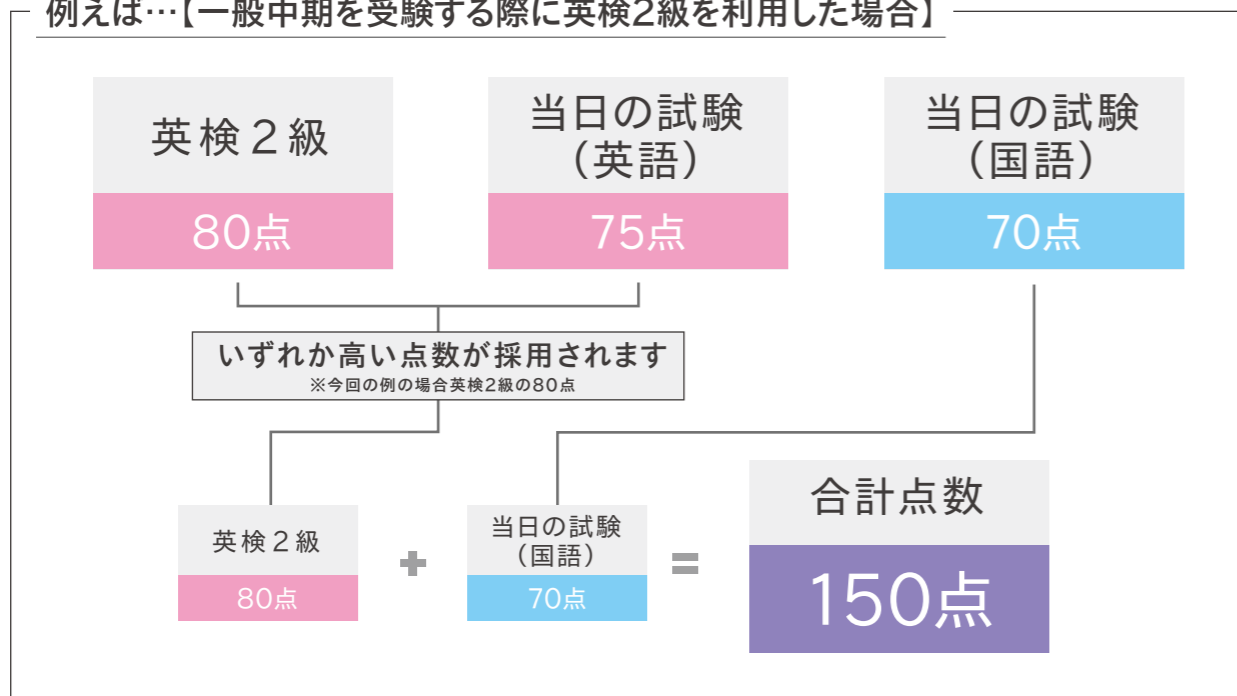 例えば…【一般中期を受験する際に英検2級を利用した場合】
英検２級
80点
当日の試験
（英語）
75点
当日の試験
（国語）
70点
いずれか高い点数が採用されます
※今回の例の場合英検2級の80点
英検２級
80点
+
当日の試験
（国語）
70点
=
合計点数
150点